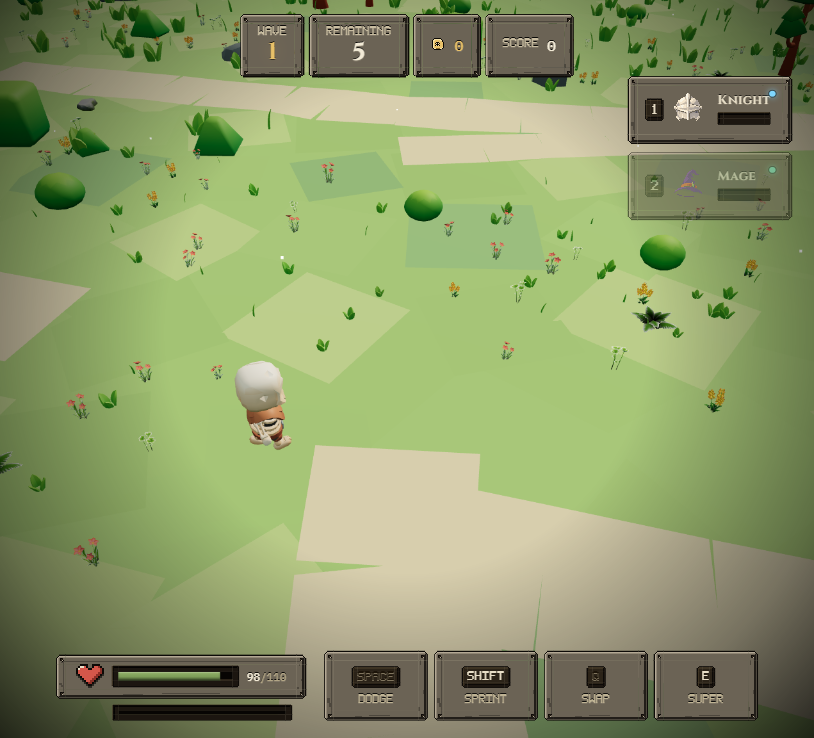 WAVE
1
REMAINING
5
0
SCORE 0
1 KNIGHT
2 MAGE
98/110
SPACE
DODGE
SHIFT
SPRINT
Q
SWAP
E
SUPER